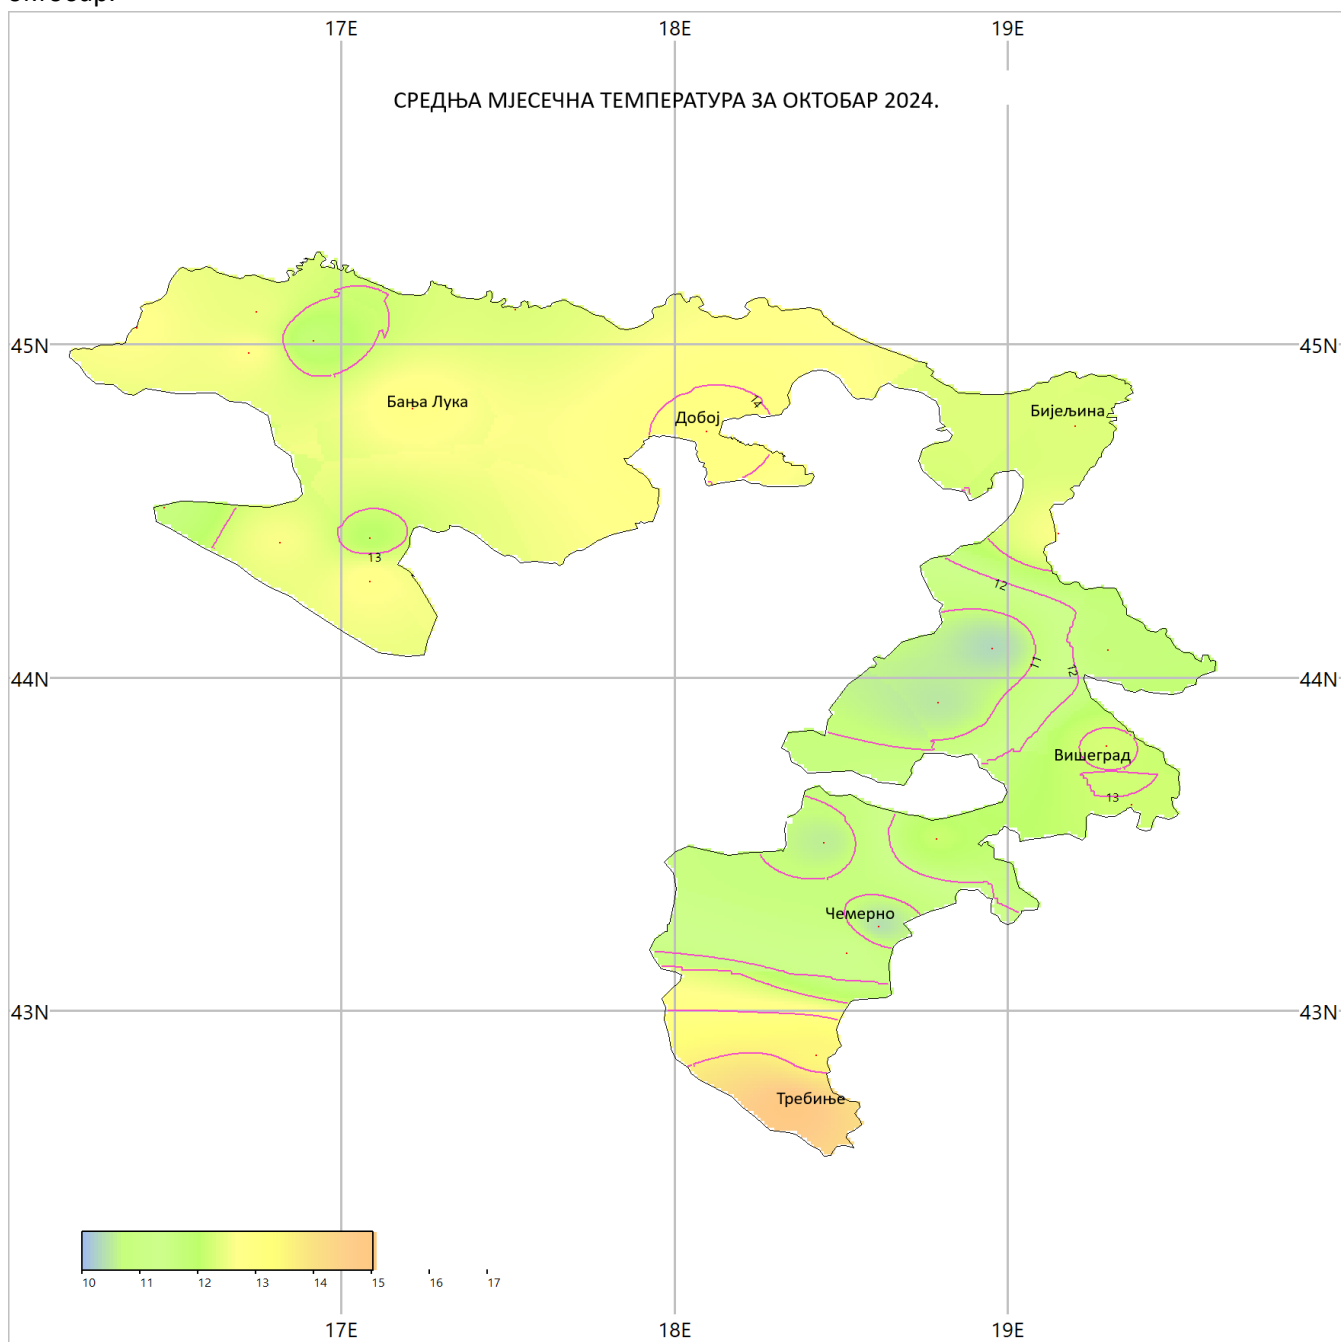 октобар.
17E 18E 19E
СРЕДЊА МЈЕСЕЧНА ТЕМПЕРАТУРА ЗА ОКТОБАР 2024.
45N 45N
Бања Лука
14
Добој
Бијељина
13
12
11
12
44N 44N
Вишеград
13
Чемерно
43N 43N
Требиње
10 11 12 13 14 15 16 17
17E 18E 19E